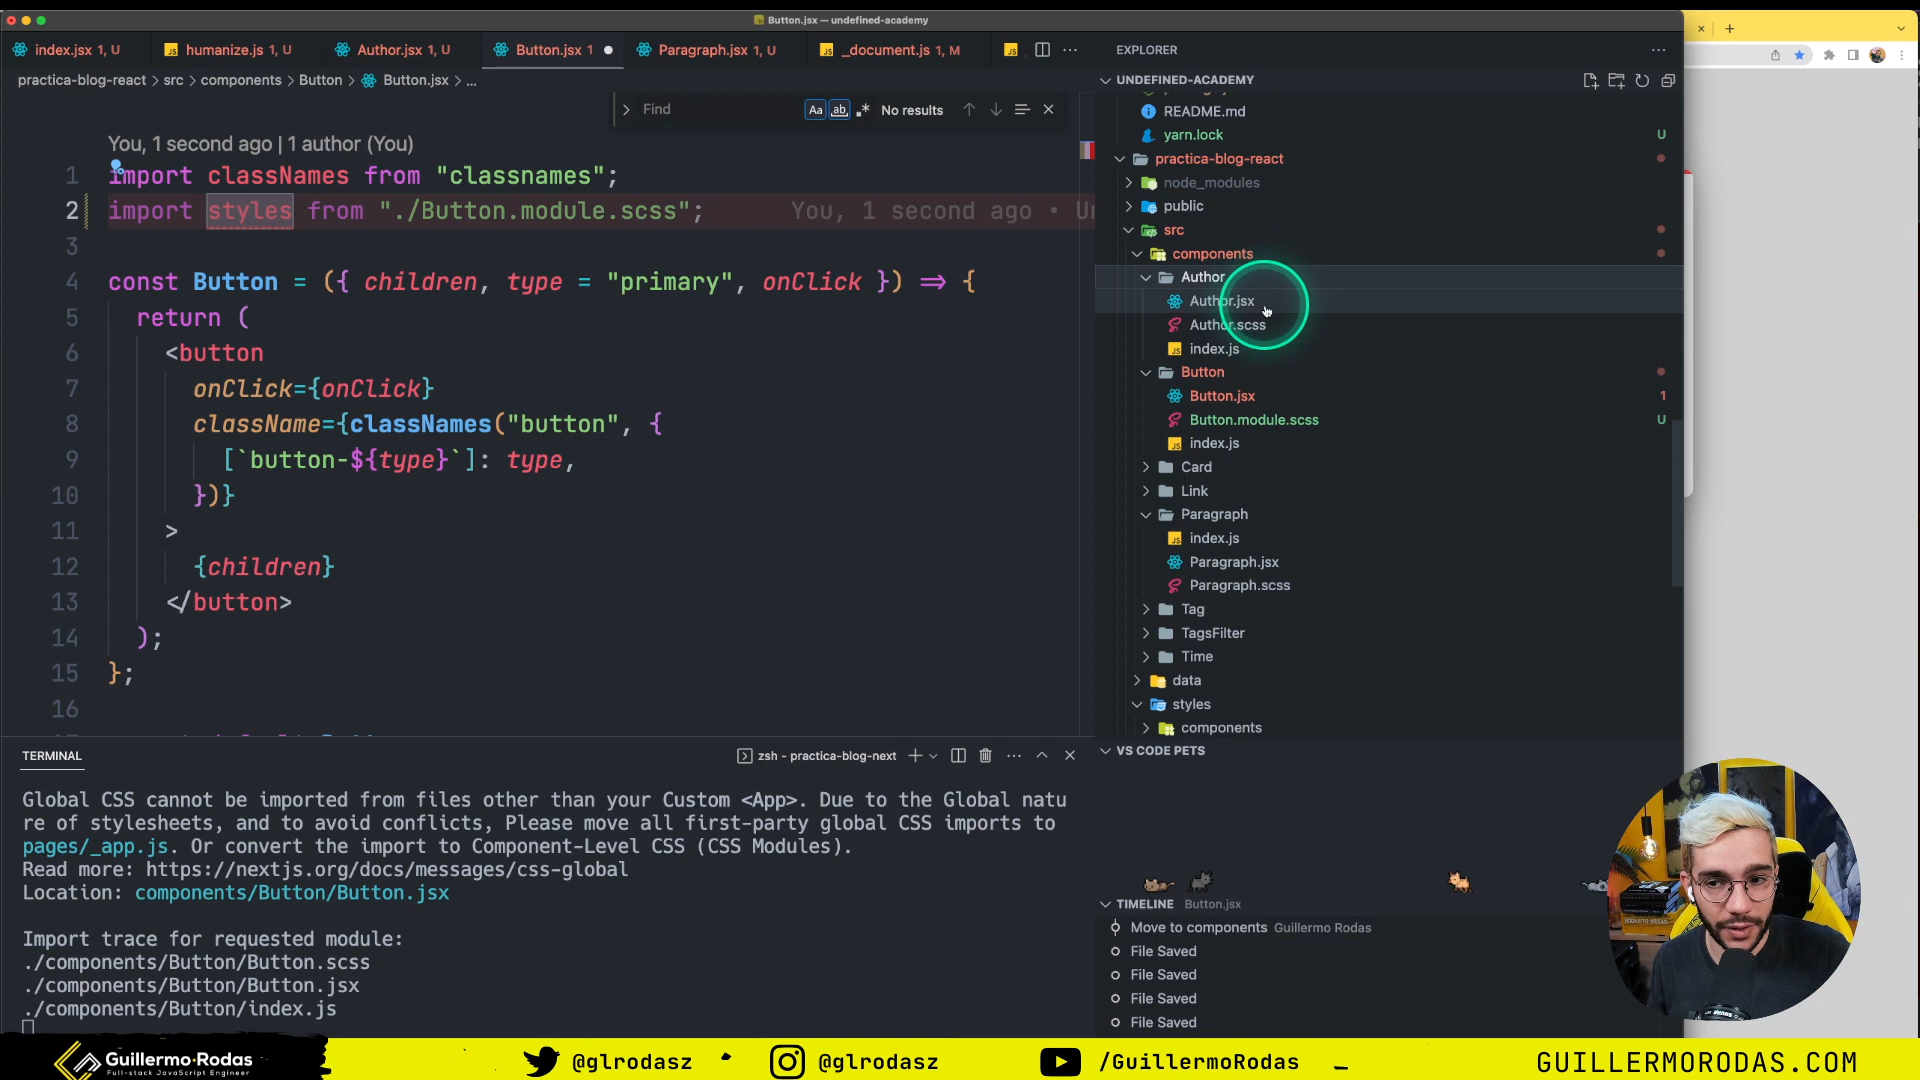 Button.jsx — undefined-academy
index.jsx 1, U
humanize.js 1, U
Author.jsx 1, U
Button.jsx 1
Paragraph.jsx 1, U
_document.js 1, M
practica-blog-react > src > components > Button > Button.jsx > ...
Find
Aa
ab
No results
You, 1 second ago | 1 author (You)
1 import classNames from "classnames";
2 import styles from "./Button.module.scss"; You, 1 second ago • Un
3
4 const Button = ({ children, type = "primary", onClick }) => {
5 return (
6 <button
7 onClick={onClick}
8 className={classNames("button", {
9 [`button-${type}`]: type,
10 })}
11 >
12 {children}
13 </button>
14 );
15 };
16
TERMINAL
zsh - practica-blog-next
Global CSS cannot be imported from files other than your Custom <App>. Due to the Global natu
re of stylesheets, and to avoid conflicts, Please move all first-party global CSS imports to
pages/_app.js. Or convert the import to Component-Level CSS (CSS Modules).
Read more: https://nextjs.org/docs/messages/css-global
Location: components/Button/Button.jsx
Import trace for requested module:
./components/Button/Button.scss
./components/Button/Button.jsx
./components/Button/index.js
EXPLORER
UNDEFINED-ACADEMY
README.md
yarn.lock U
practica-blog-react
node_modules
public
src
components
Author
Author.jsx
Author.scss
index.js
Button
Button.jsx 1
Button.module.scss U
index.js
Card
Link
Paragraph
index.js
Paragraph.jsx
Paragraph.scss
Tag
TagsFilter
Time
data
styles
components
VS CODE PETS
TIMELINE Button.jsx
Move to components Guillermo Rodas
File Saved
File Saved
File Saved
File Saved
Guillermo·Rodas
Full-stack JavaScript Engineer
@glrodasz
@glrodasz
/GuillermoRodas
GUILLERMORODAS.COM